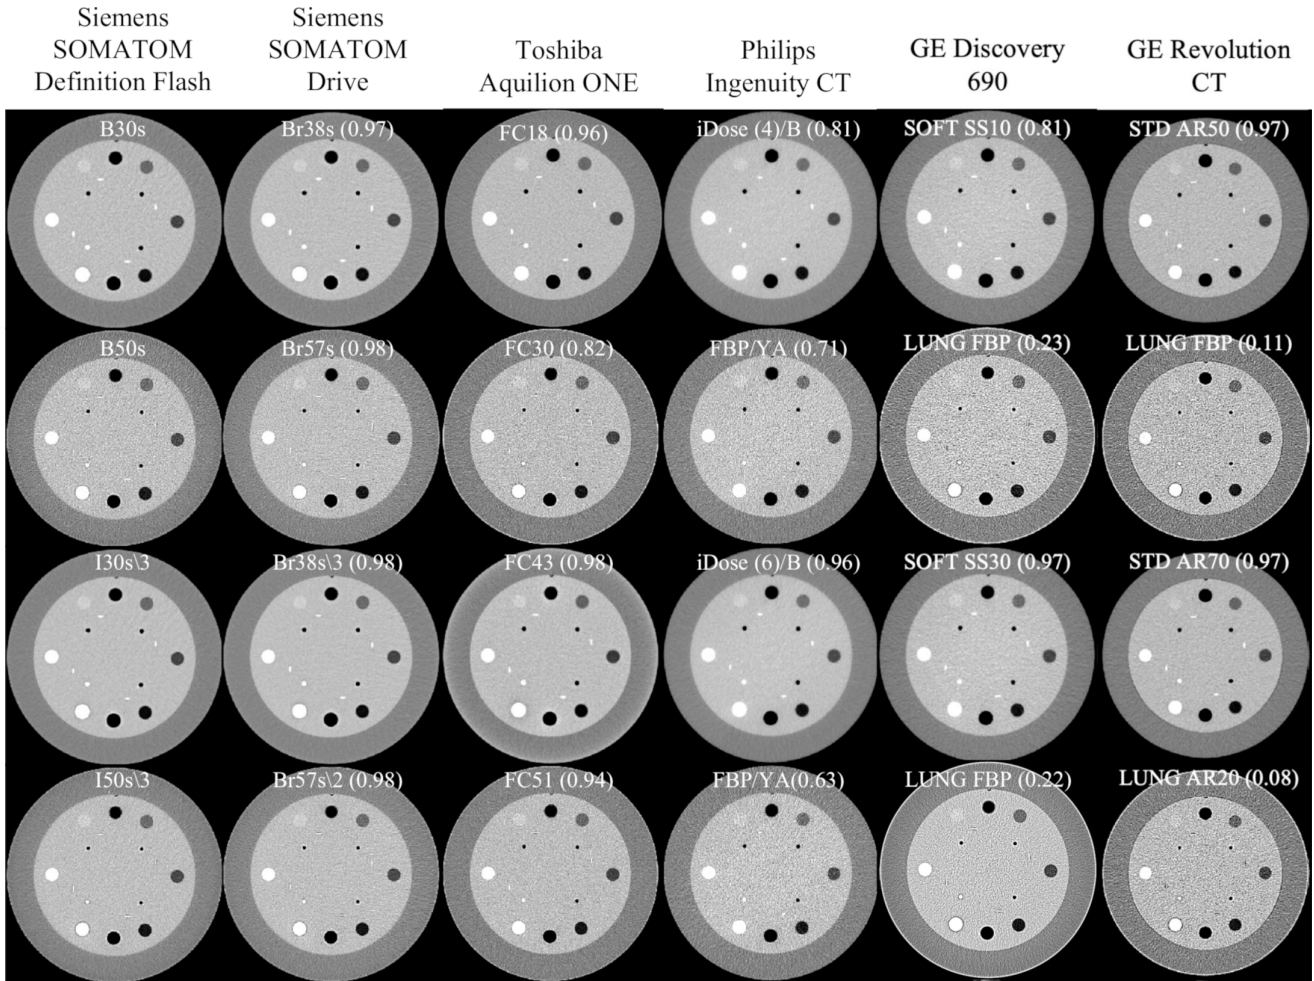 Siemens
SOMATOM
Definition Flash
Siemens
SOMATOM
Drive
Toshiba
Aquilion ONE
Philips
Ingenuity CT
GE Discovery
690
GE Revolution
CT
B30s
Br38s (0.97)
FC18 (0.96)
iDose (4)/B (0.81)
SOFT SS10 (0.81)
STD AR50 (0.97)
B50s
Br57s (0.98)
FC30 (0.82)
FBP/YA (0.71)
LUNG FBP (0.23)
LUNG FBP (0.11)
I30s\3
Br38s\3 (0.98)
FC43 (0.98)
iDose (6)/B (0.96)
SOFT SS30 (0.97)
STD AR70 (0.97)
I50s\3
Br57s\2 (0.98)
FC51 (0.94)
FBP/YA(0.63)
LUNG FBP (0.22)
LUNG AR20 (0.08)